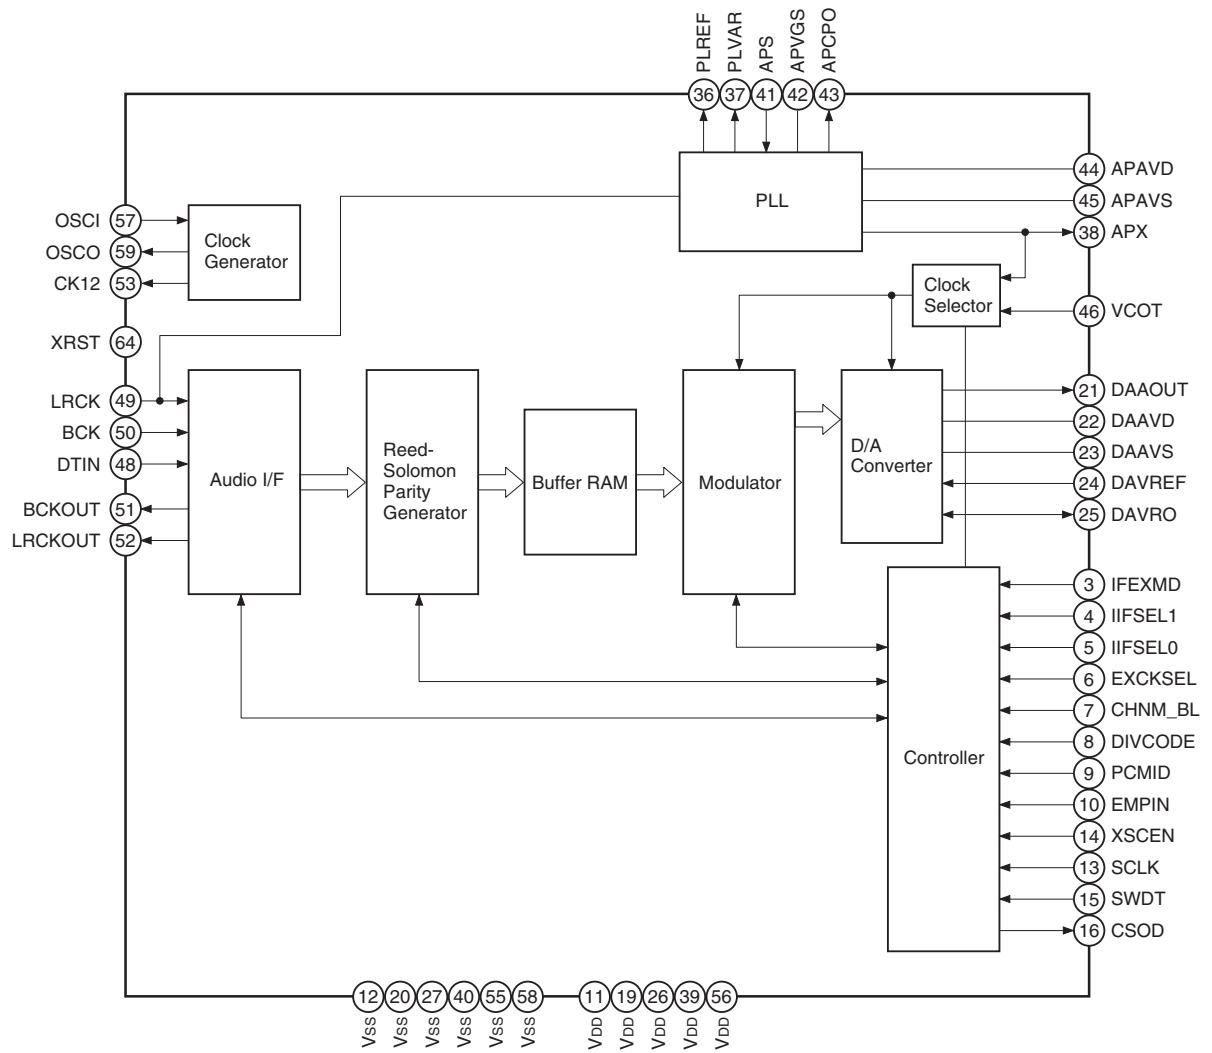 PLREF
PLVAR
APS
APVGS
APCPO
36 37 41 42 43
PLL
44 APAVD
45 APAVS
38 APX
46 VCOT
OSCI 57
OSCO 59
CK12 53
XRST 64
LRCK 49
BCK 50
DTIN 48
BCKOUT 51
LRCKOUT 52
Clock
Generator
Clock
Selector
Audio I/F
Reed-
Solomon
Parity
Generator
Buffer RAM
Modulator
D/A
Converter
21 DAAOUT
22 DAAVD
23 DAAVS
24 DAVREF
25 DAVRO
Controller
3 IFEXMD
4 IIFSEL1
5 IIFSEL0
6 EXCKSEL
7 CHNM_BL
8 DIVCODE
9 PCMID
10 EMPIN
14 XSCEN
13 SCLK
15 SWDT
16 CSOD
12 20 27 40 55 58
VSS VSS VSS VSS VSS VSS
11 19 26 39 56
VDD VDD VDD VDD VDD